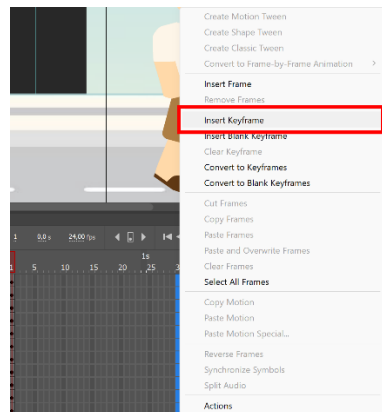 Create Motion Tween
Create Shape Tween
Create Classic Tween
Convert to Frame-by-Frame Animation >
Insert Frame
Remove Frames
Insert Keyframe
Insert Blank Keyframe
Clear Keyframe
Convert to Keyframes
Convert to Blank Keyframes
Cut Frames
Copy Frames
Paste Frames
Paste and Overwrite Frames
Clear Frames
Select All Frames
Copy Motion
Paste Motion
Paste Motion Special...
Reverse Frames
Synchronize Symbols
Split Audio
Actions
1 0,0 s 24,00 fps
1s
1 5 10 15 20 25 3